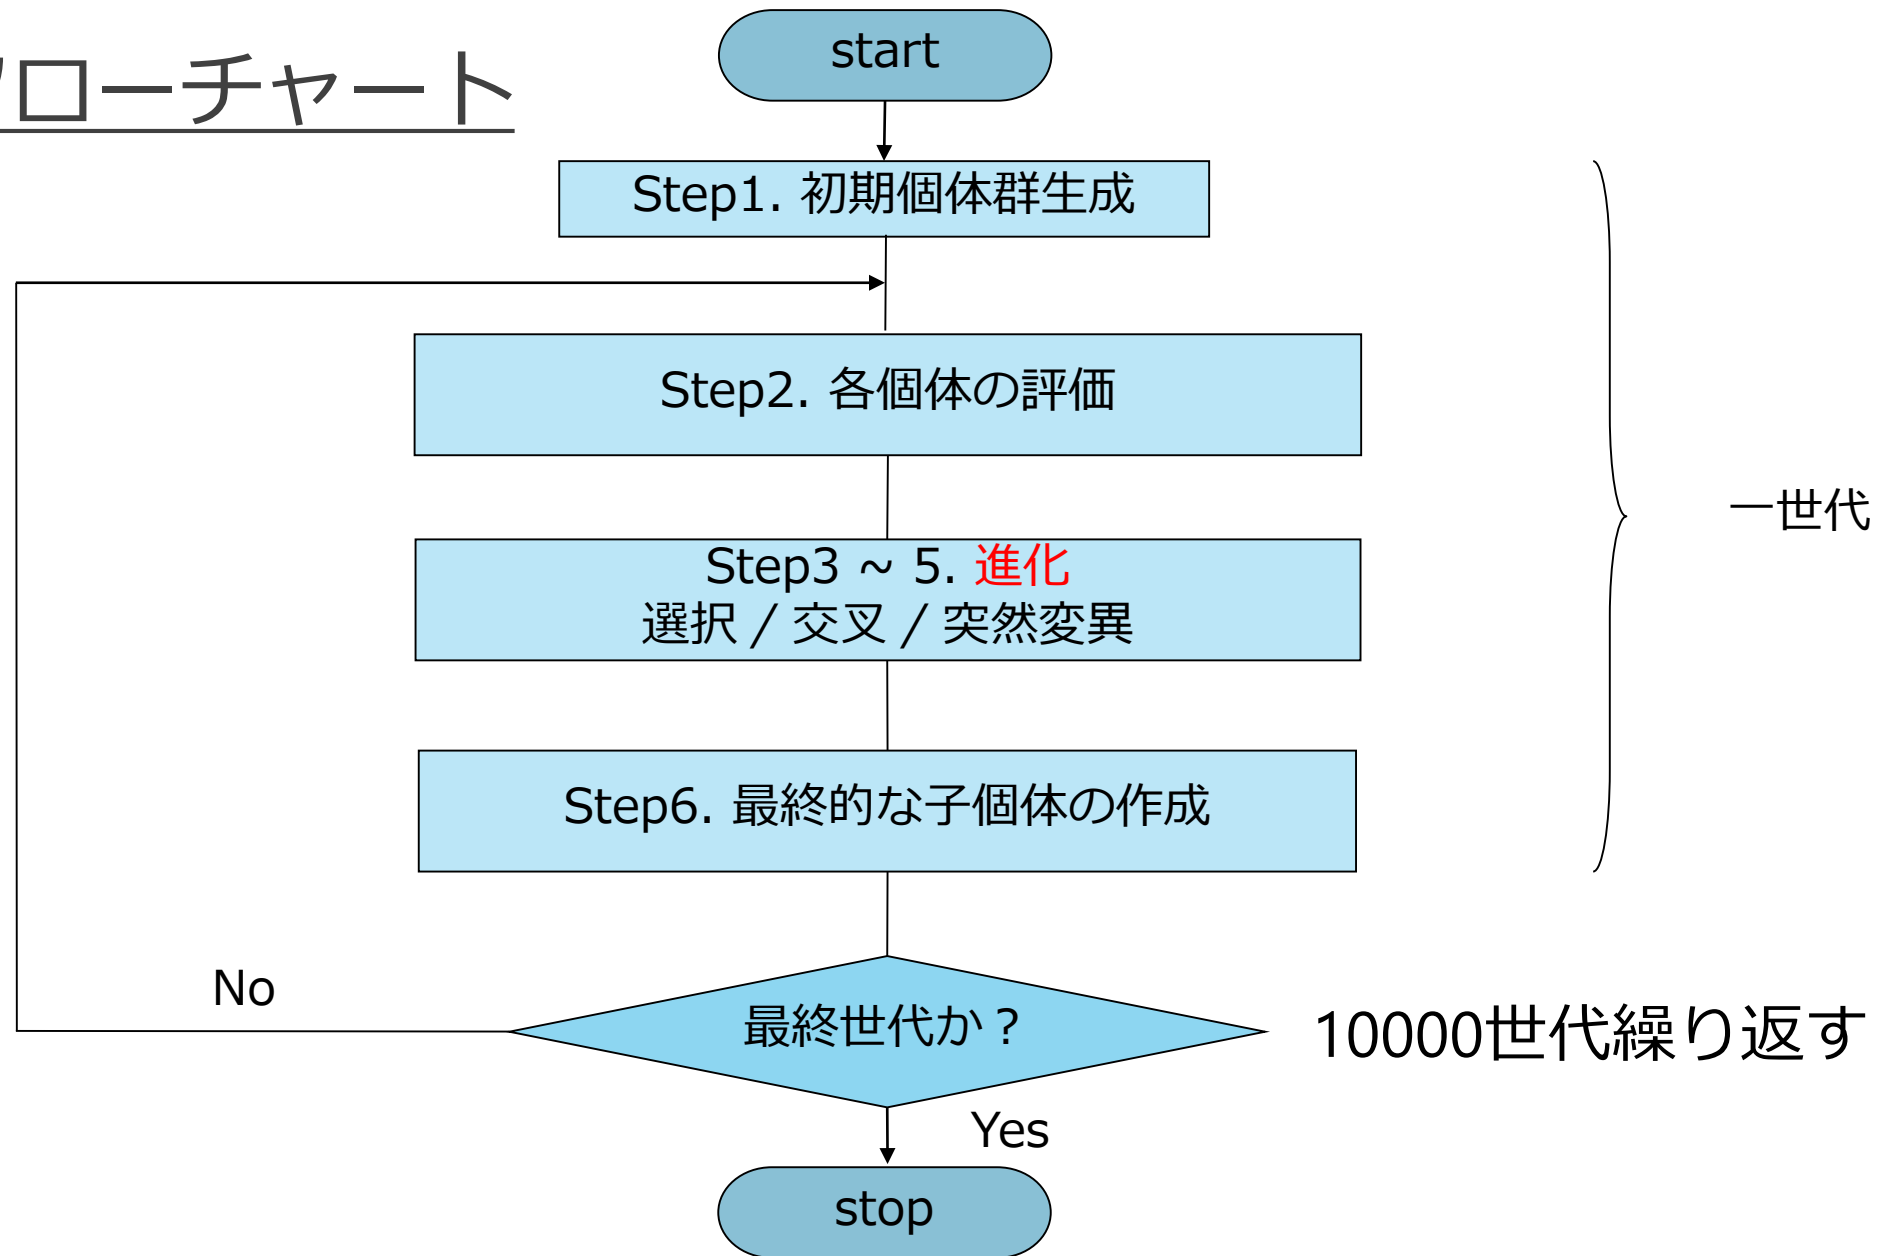 ローチャート
start
Step1. 初期個体群生成
Step2. 各個体の評価
一世代
Step3 ~ 5. 進化
選択 / 交叉 / 突然変異
Step6. 最終的な子個体の作成
No
最終世代か？
10000世代繰り返す
Yes
stop